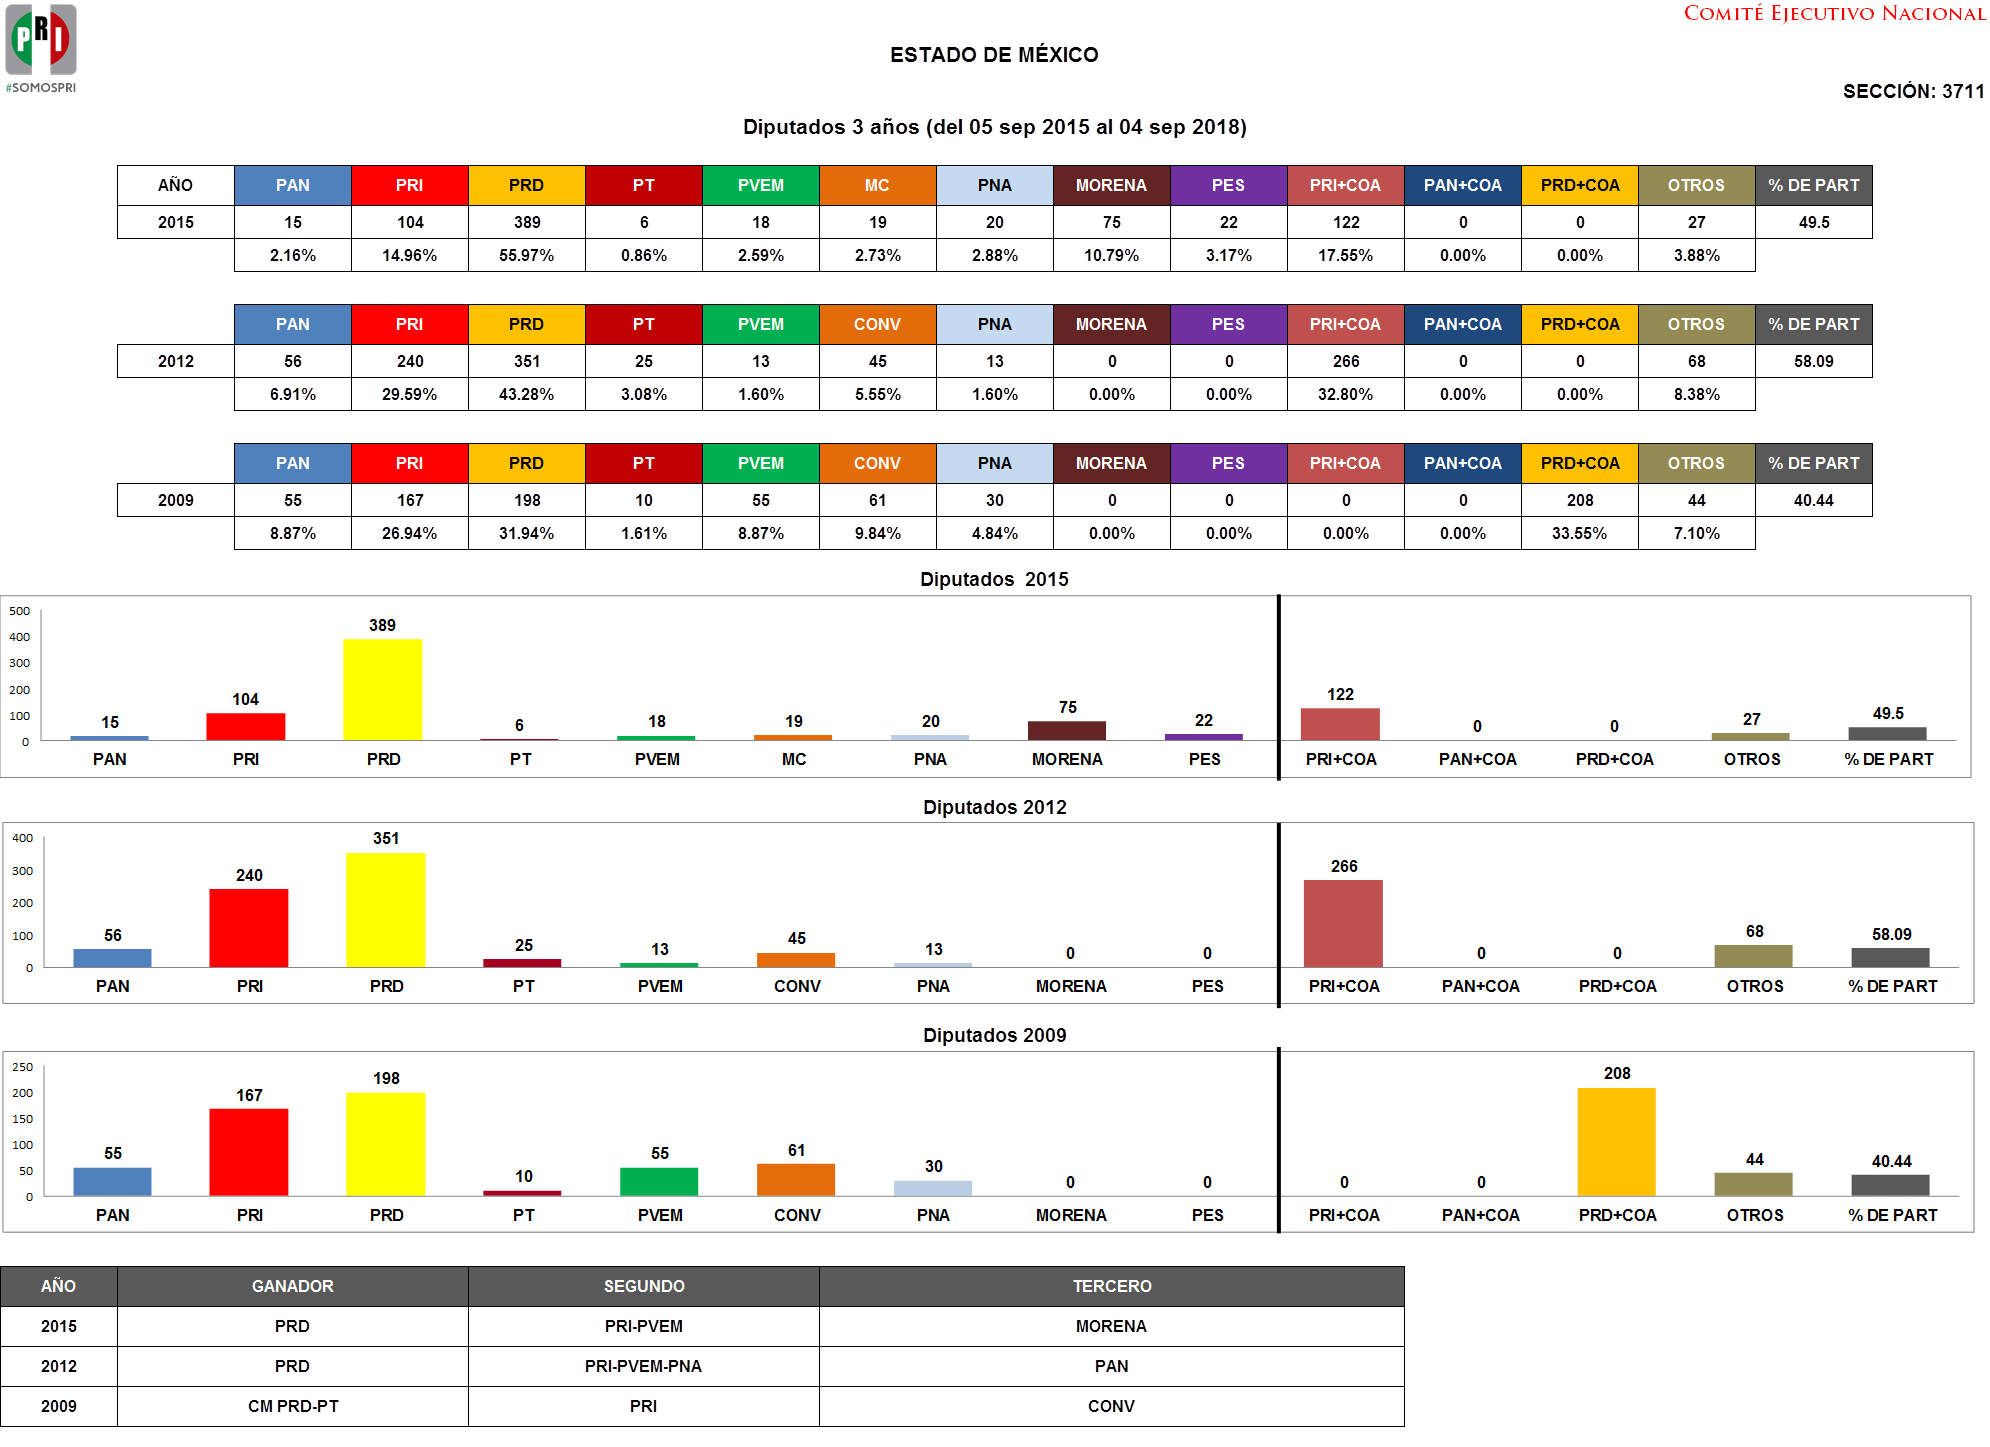 PRI
#SOMOSPRI
COMITÉ EJECUTIVO NACIONAL
ESTADO DE MÉXICO
SECCIÓN: 3711
Diputados 3 años (del 05 sep 2015 al 04 sep 2018)
AÑO PAN PRI PRD PT PVEM MC PNA MORENA PES PRI+COA PAN+COA PRD+COA OTROS % DE PART
2015 15 104 389 6 18 19 20 75 22 122 0 0 27 49.5
2.16% 14.96% 55.97% 0.86% 2.59% 2.73% 2.88% 10.79% 3.17% 17.55% 0.00% 0.00% 3.88%
PAN PRI PRD PT PVEM CONV PNA MORENA PES PRI+COA PAN+COA PRD+COA OTROS % DE PART
2012 56 240 351 25 13 45 13 0 0 266 0 0 68 58.09
6.91% 29.59% 43.28% 3.08% 1.60% 5.55% 1.60% 0.00% 0.00% 32.80% 0.00% 0.00% 8.38%
PAN PRI PRD PT PVEM CONV PNA MORENA PES PRI+COA PAN+COA PRD+COA OTROS % DE PART
2009 55 167 198 10 55 61 30 0 0 0 0 208 44 40.44
8.87% 26.94% 31.94% 1.61% 8.87% 9.84% 4.84% 0.00% 0.00% 0.00% 0.00% 33.55% 7.10%
Diputados 2015
500
400
300
200
100
0
15 104 389 6 18 19 20 75 22 122 0 0 27 49.5
PAN PRI PRD PT PVEM MC PNA MORENA PES PRI+COA PAN+COA PRD+COA OTROS % DE PART
Diputados 2012
400
300
200
100
0
56 240 351 25 13 45 13 0 0 266 0 0 68 58.09
PAN PRI PRD PT PVEM CONV PNA MORENA PES PRI+COA PAN+COA PRD+COA OTROS % DE PART
Diputados 2009
250
200
150
100
50
0
55 167 198 10 55 61 30 0 0 0 0 208 44 40.44
PAN PRI PRD PT PVEM CONV PNA MORENA PES PRI+COA PAN+COA PRD+COA OTROS % DE PART
AÑO GANADOR SEGUNDO TERCERO
2015 PRD PRI-PVEM MORENA
2012 PRD PRI-PVEM-PNA PAN
2009 CM PRD-PT PRI CONV